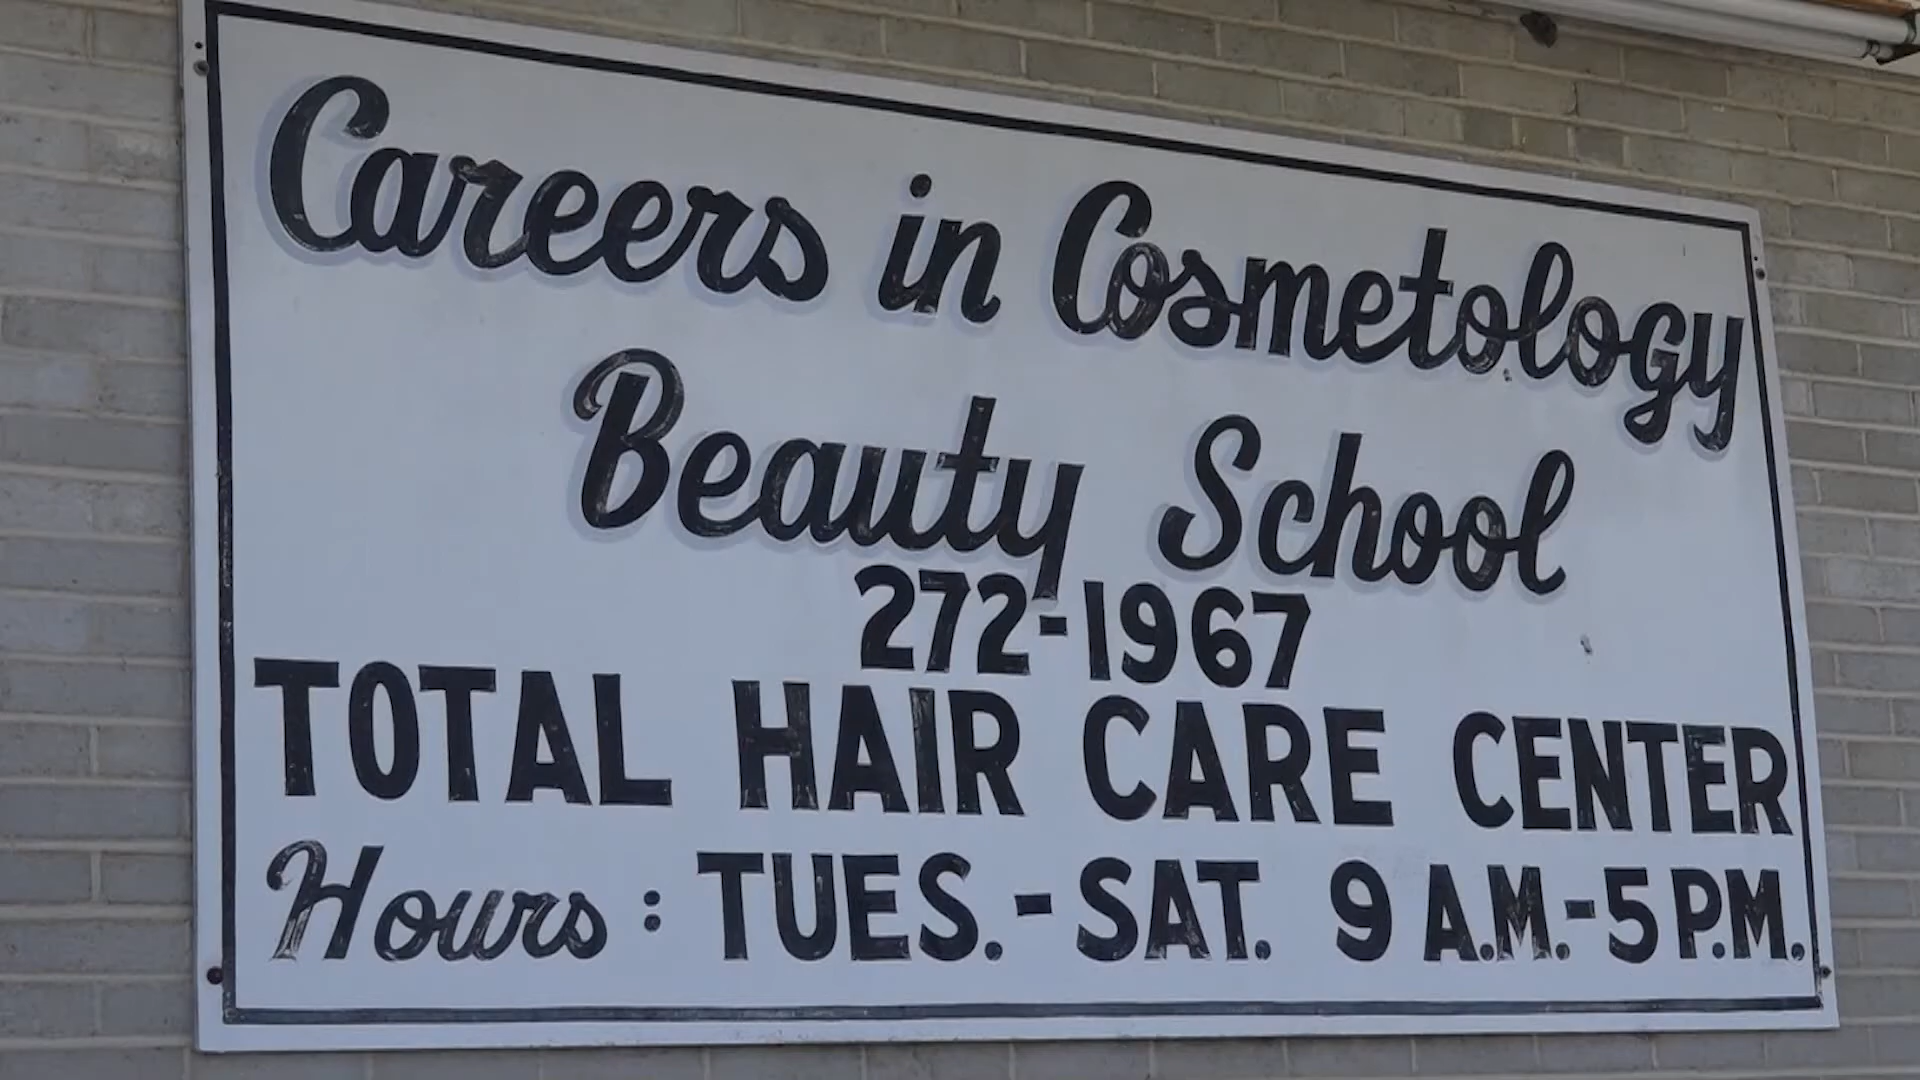 Careers in Cosmetology
Beauty School
272-1967
TOTAL HAIR CARE CENTER
Hours: TUES.-SAT. 9 A.M.-5 P.M.